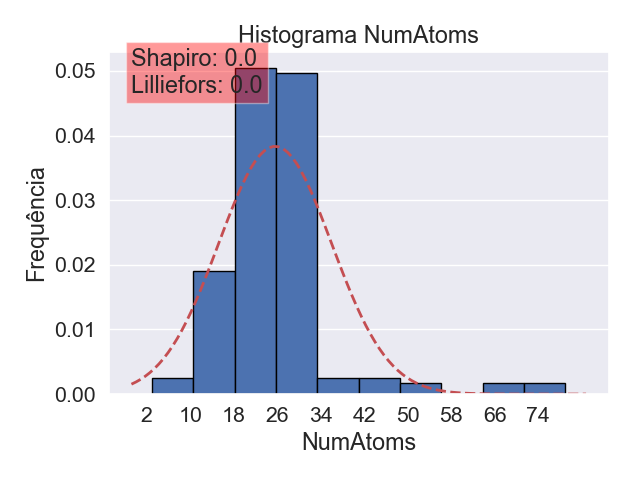 Histograma NumAtoms
Shapiro: 0.0
Lilliefors: 0.0
0.05
0.04
0.03
0.02
0.01
0.00
Frequência
2 10 18 26 34 42 50 58 66 74
NumAtoms